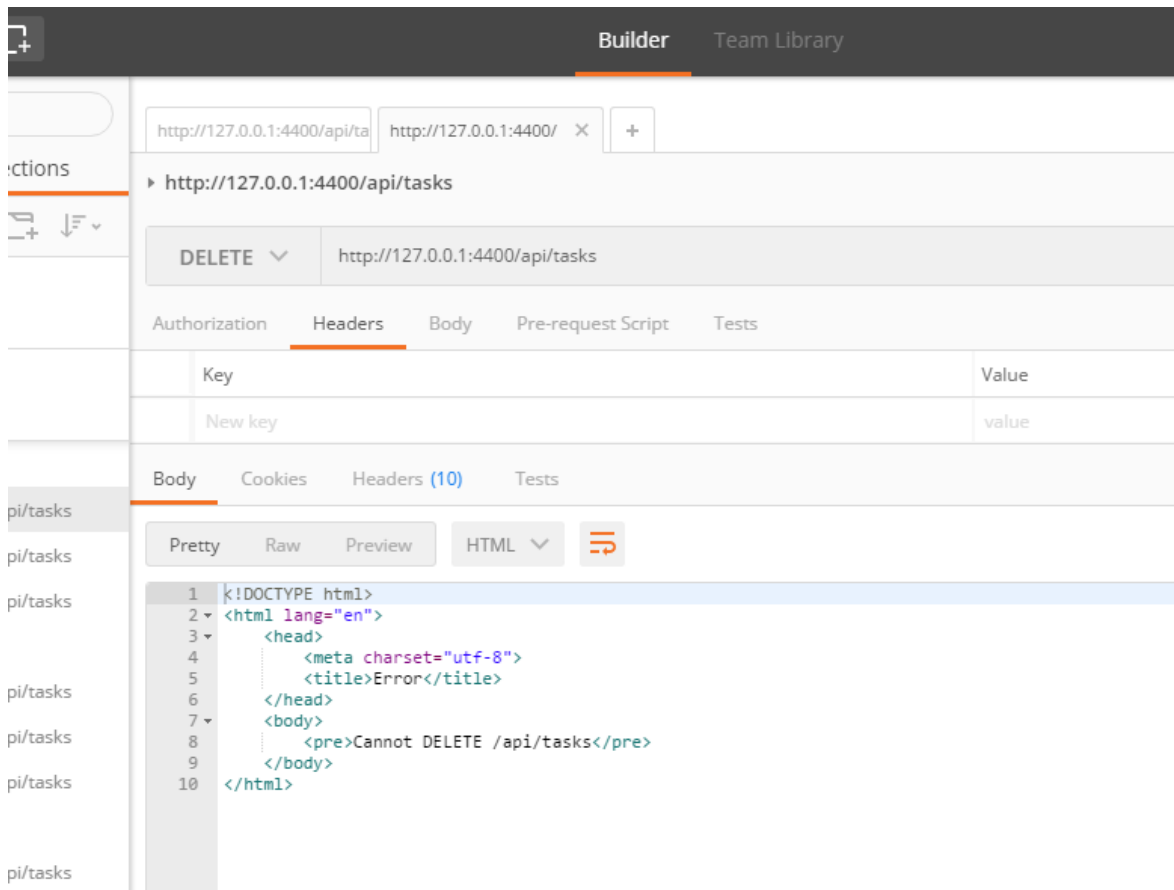 Builder Team Library
http://127.0.0.1:4400/api/ta http://127.0.0.1:4400/ × +
ections
http://127.0.0.1:4400/api/tasks
DELETE http://127.0.0.1:4400/api/tasks
Authorization Headers Body Pre-request Script Tests
Key Value
New key value
Body Cookies Headers (10) Tests
pi/tasks
Pretty Raw Preview HTML
pi/tasks
1 <!DOCTYPE html>
pi/tasks
2 <html lang="en">
3 <head>
4 <meta charset="utf-8">
5 <title>Error</title>
6 </head>
pi/tasks
7 <body>
8 <pre>Cannot DELETE /api/tasks</pre>
pi/tasks
9 </body>
10 </html>
pi/tasks
pi/tasks